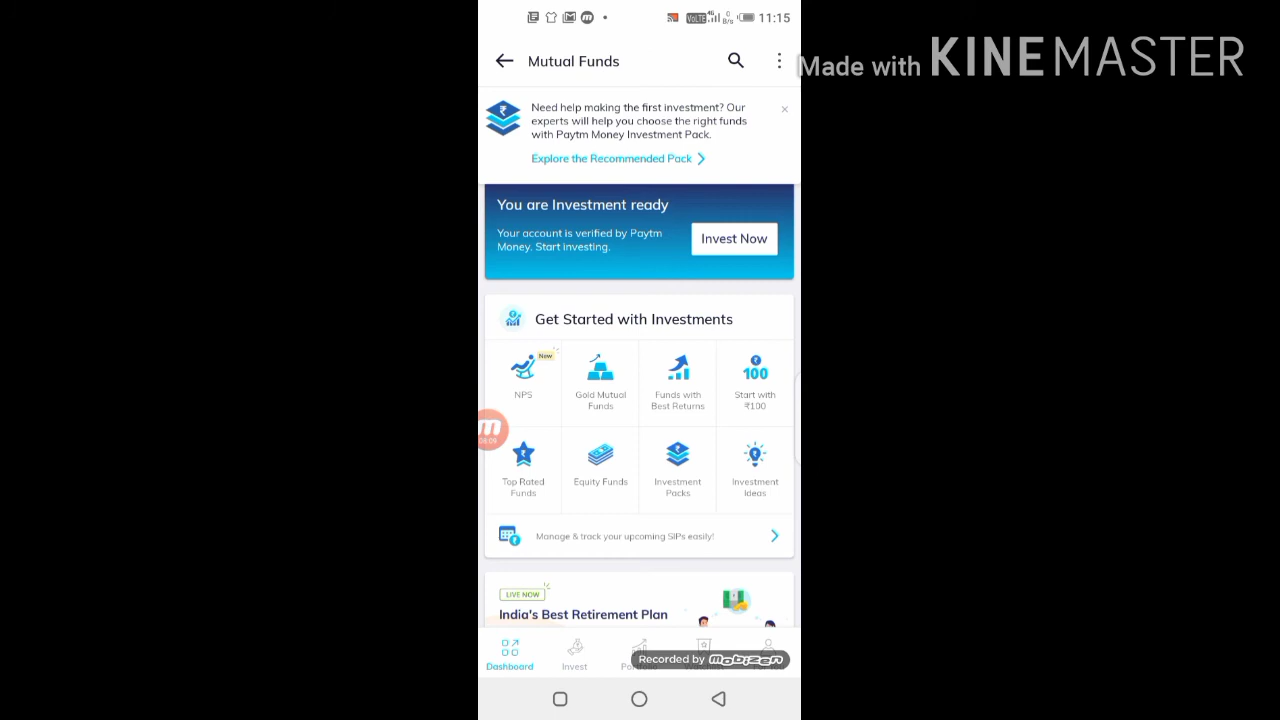 11:15
Made with KINEMASTER
Mutual Funds
Need help making the first investment? Our
experts will help you choose the right funds
with Paytm Money Investment Pack.
Explore the Recommended Pack
You are Investment ready
Your account is verified by Paytm
Money. Start investing.
Invest Now
Get Started with Investments
New
NPS
Gold Mutual
Funds
Funds with
Best Returns
100
Start with
₹100
Top Rated
Funds
Equity Funds
Investment
Packs
Investment
Ideas
Manage & track your upcoming SIPs easily!
LIVE NOW
India's Best Retirement Plan
Dashboard
Invest
Recorded by mobizen